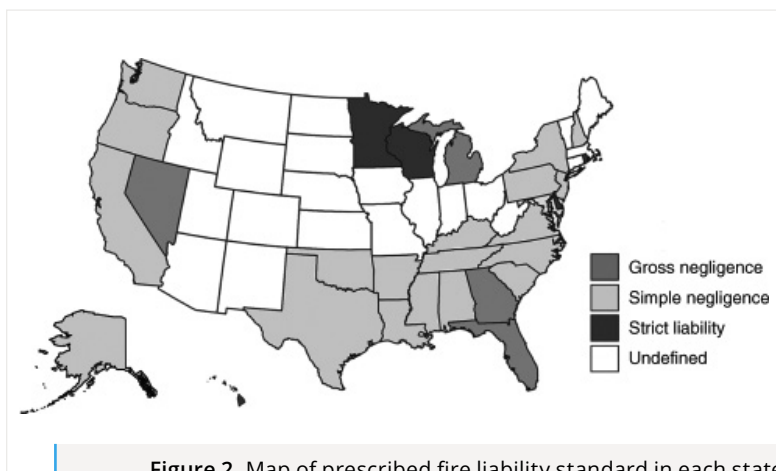 Gross negligence
Simple negligence
Strict liability
Undefined
Figure 2. Map of prescribed fire liability standard in each state